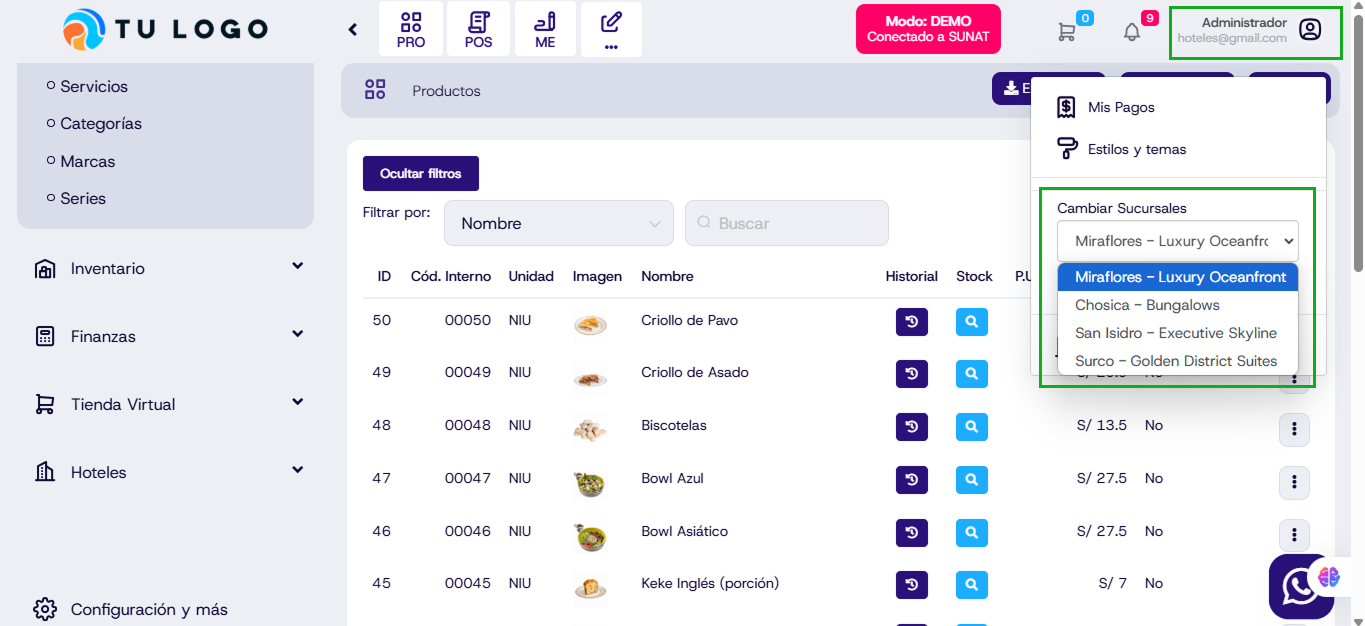 TU LOGO
PRO
POS
ME
...
Modo: DEMO
Conectado a SUNAT
0
9
Administrador
hoteles@gmail.com
Servicios
Categorías
Marcas
Series
Inventario
Finanzas
Tienda Virtual
Hoteles
Configuración y más
Productos
E
Mis Pagos
Estilos y temas
Cambiar Sucursales
Miraflores - Luxury Oceanfr
Miraflores - Luxury Oceanfront
Chosica - Bungalows
San Isidro - Executive Skyline
Surco - Golden District Suites
Ocultar filtros
Filtrar por:
Nombre
Buscar
ID Cód. Interno Unidad Imagen Nombre Historial Stock P.U
50 00050 NIU Criollo de Pavo
49 00049 NIU Criollo de Asado
48 00048 NIU Biscotelas S/ 13.5 No
47 00047 NIU Bowl Azul S/ 27.5 No
46 00046 NIU Bowl Asiático S/ 27.5 No
45 00045 NIU Keke Inglés (porción) S/ 7 No